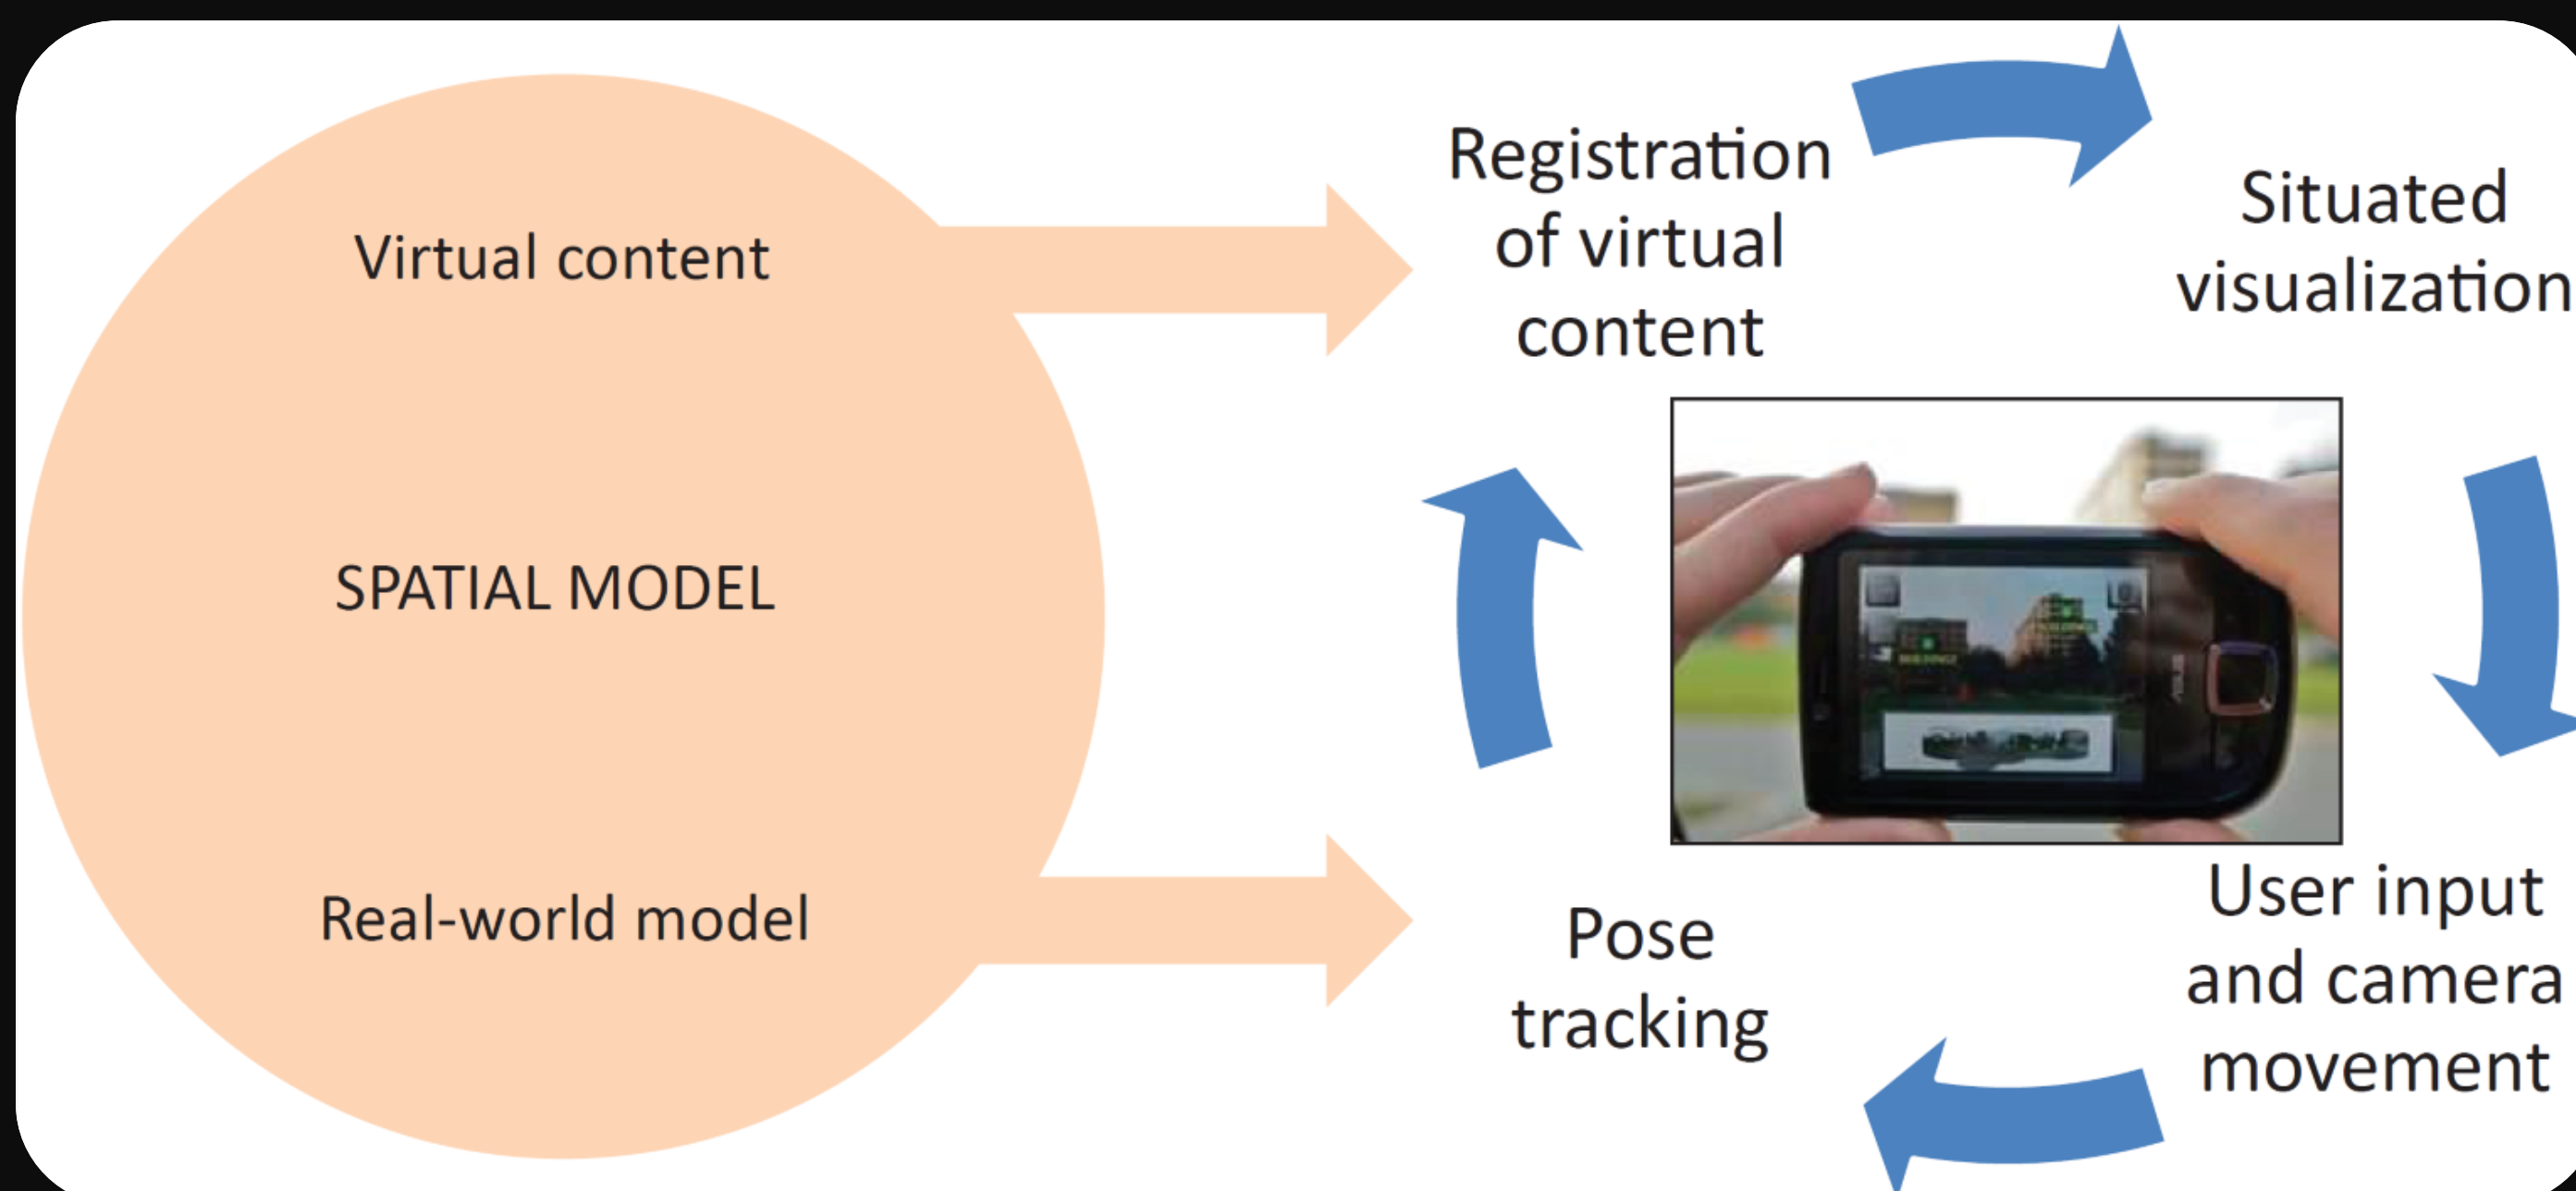 Virtual content
SPATIAL MODEL
Real-world model
Registration
of virtual
content
Situated
visualization
Pose
tracking
User input
and camera
movement
ASUS